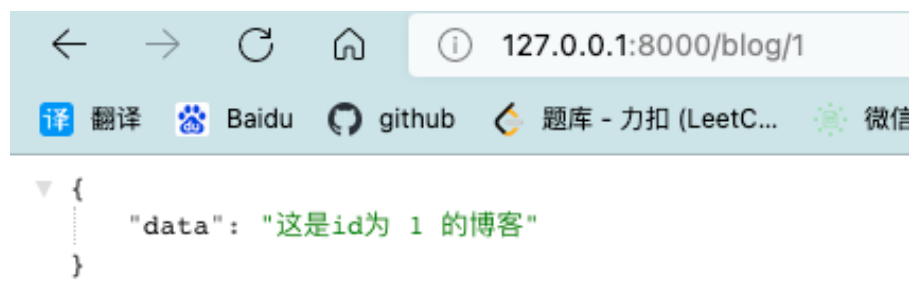 127.0.0.1:8000/blog/1
译 翻译 du Baidu github 题库 - 力扣 (LeetC... 微信
{
"data": "这是id为 1 的博客"
}